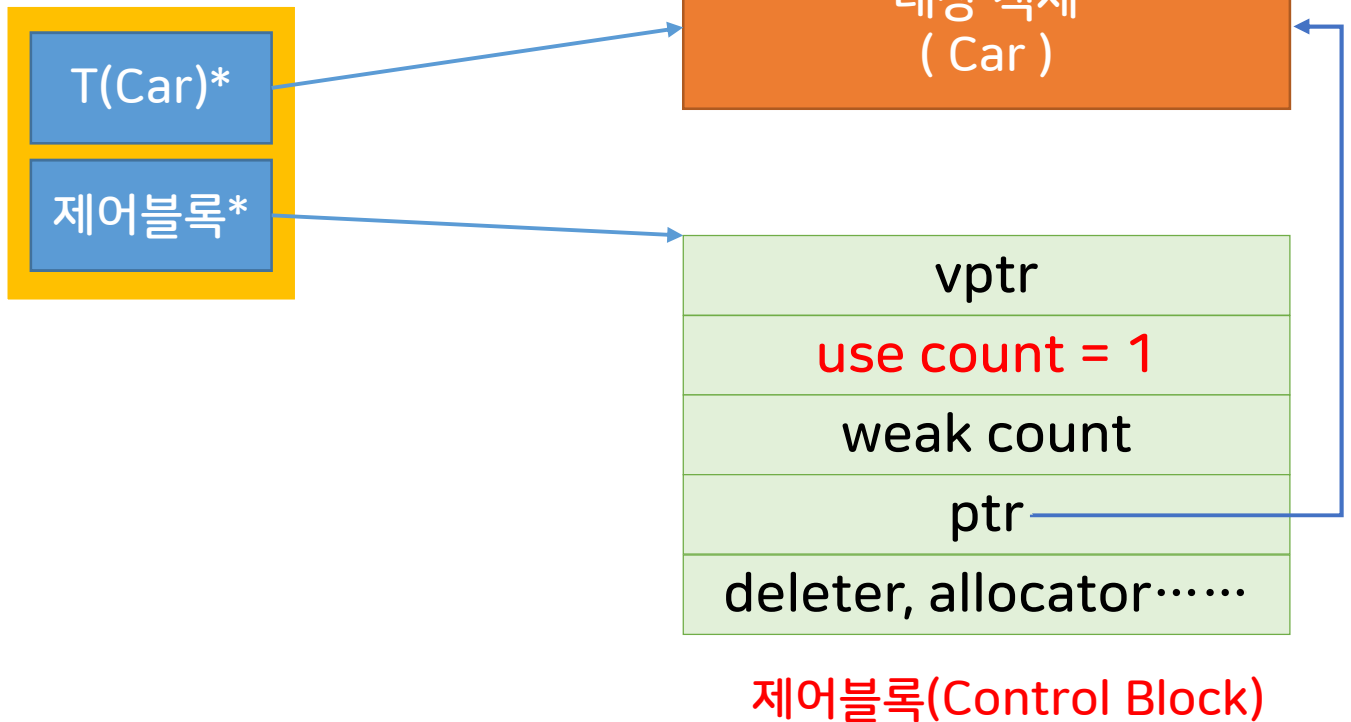 T(Car)*
제어블록*
( Car )
vptr
use count = 1
weak count
ptr
deleter, allocator……
제어블록(Control Block)